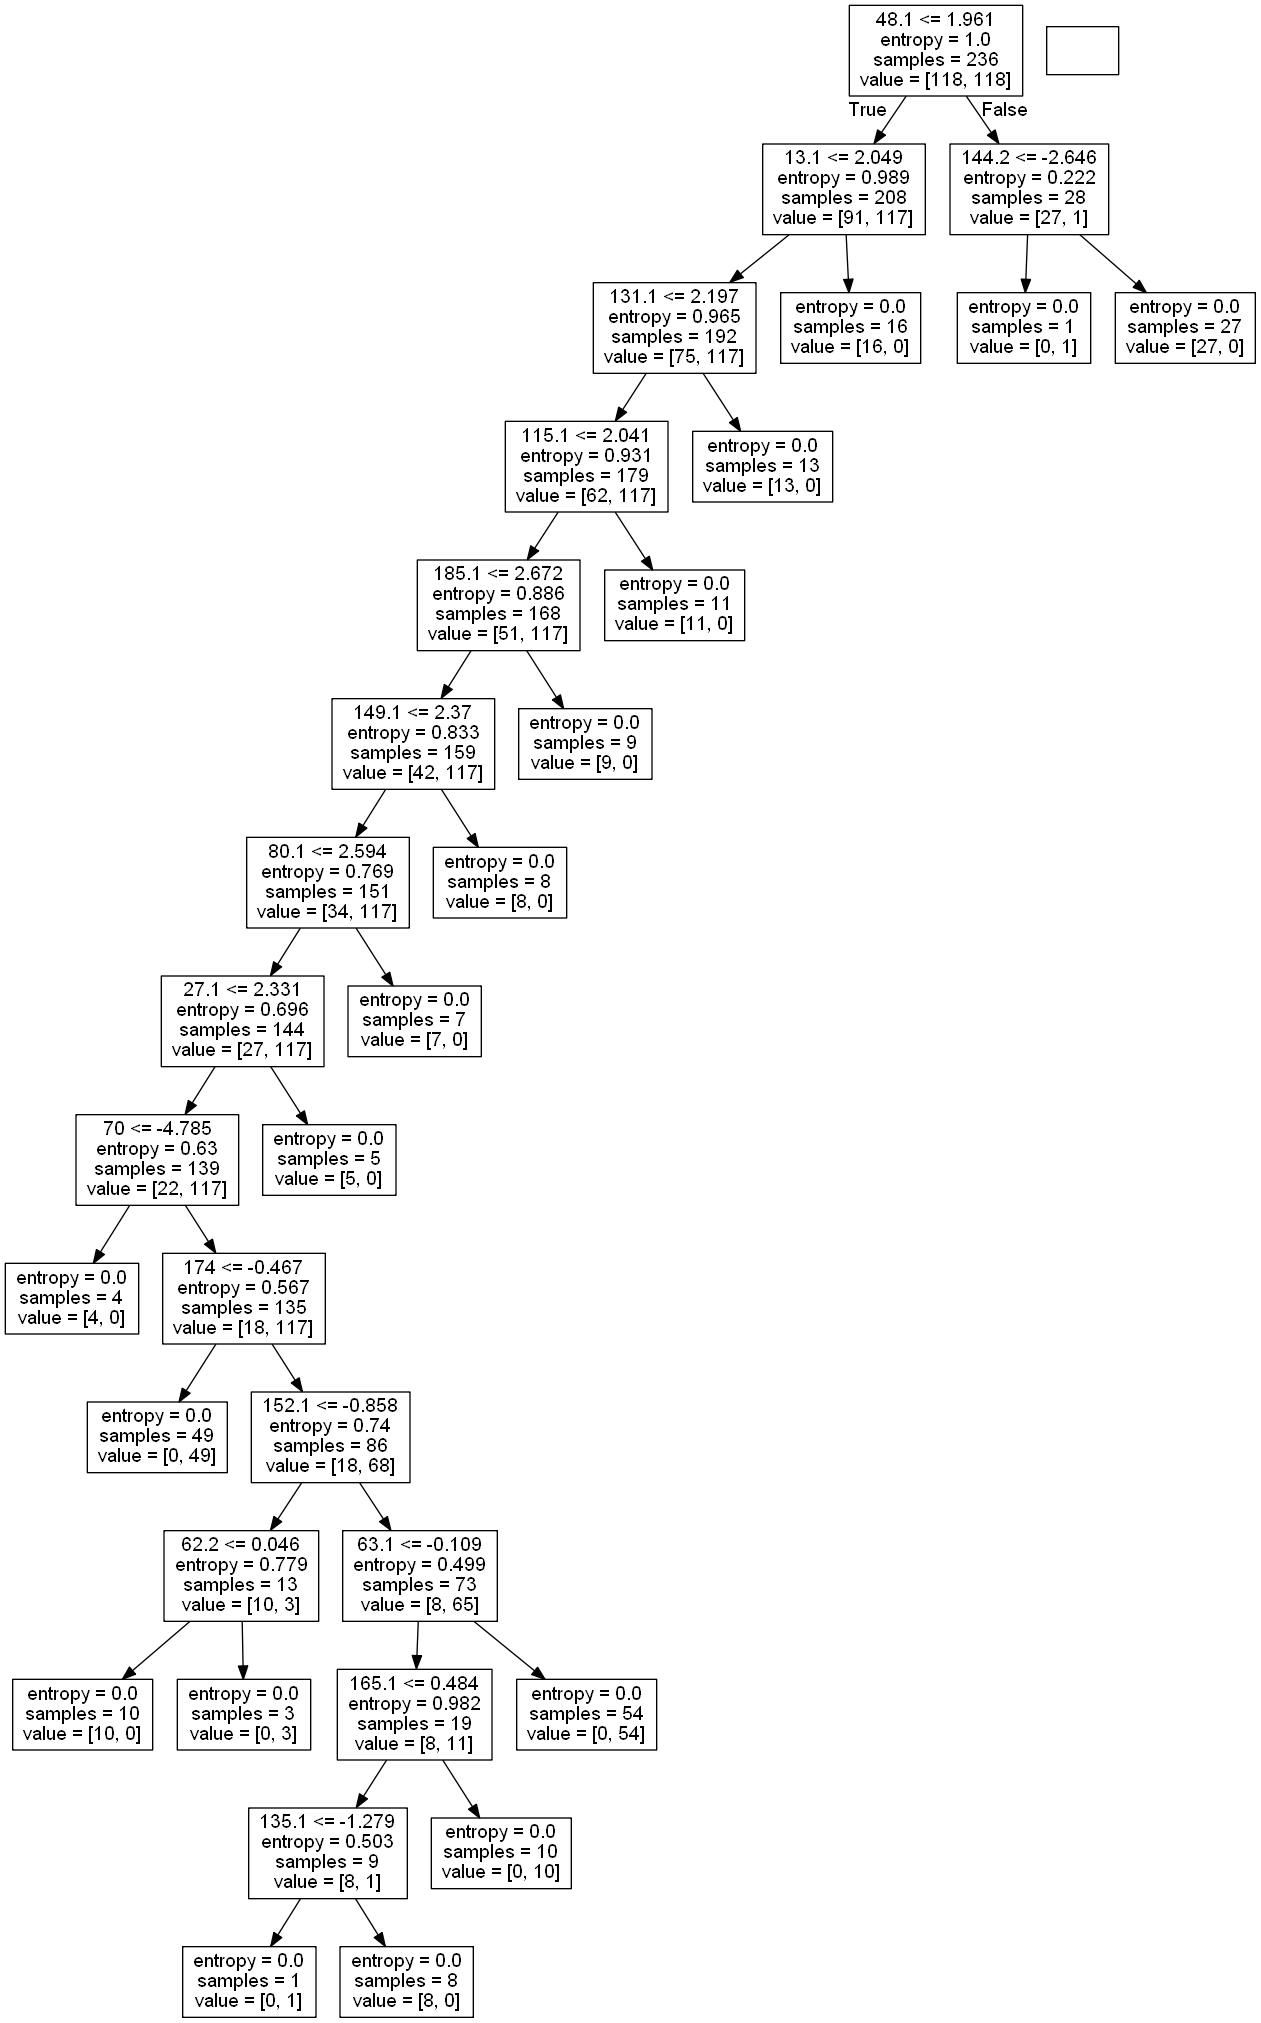 48.1 <= 1.961
entropy = 1.0
samples = 236
value = [118, 118]
True
False
13.1 <= 2.049
entropy = 0.989
samples = 208
value = [91, 117]
144.2 <= -2.646
entropy = 0.222
samples = 28
value = [27, 1]
131.1 <= 2.197
entropy = 0.965
samples = 192
value = [75, 117]
entropy = 0.0
samples = 16
value = [16, 0]
entropy = 0.0
samples = 1
value = [0, 1]
entropy = 0.0
samples = 27
value = [27, 0]
115.1 <= 2.041
entropy = 0.931
samples = 179
value = [62, 117]
entropy = 0.0
samples = 13
value = [13, 0]
185.1 <= 2.672
entropy = 0.886
samples = 168
value = [51, 117]
entropy = 0.0
samples = 11
value = [11, 0]
149.1 <= 2.37
entropy = 0.833
samples = 159
value = [42, 117]
entropy = 0.0
samples = 9
value = [9, 0]
80.1 <= 2.594
entropy = 0.769
samples = 151
value = [34, 117]
entropy = 0.0
samples = 8
value = [8, 0]
27.1 <= 2.331
entropy = 0.696
samples = 144
value = [27, 117]
entropy = 0.0
samples = 7
value = [7, 0]
70 <= -4.785
entropy = 0.63
samples = 139
value = [22, 117]
entropy = 0.0
samples = 5
value = [5, 0]
entropy = 0.0
samples = 4
value = [4, 0]
174 <= -0.467
entropy = 0.567
samples = 135
value = [18, 117]
entropy = 0.0
samples = 49
value = [0, 49]
152.1 <= -0.858
entropy = 0.74
samples = 86
value = [18, 68]
62.2 <= 0.046
entropy = 0.779
samples = 13
value = [10, 3]
63.1 <= -0.109
entropy = 0.499
samples = 73
value = [8, 65]
entropy = 0.0
samples = 10
value = [10, 0]
entropy = 0.0
samples = 3
value = [0, 3]
165.1 <= 0.484
entropy = 0.982
samples = 19
value = [8, 11]
entropy = 0.0
samples = 54
value = [0, 54]
135.1 <= -1.279
entropy = 0.503
samples = 9
value = [8, 1]
entropy = 0.0
samples = 10
value = [0, 10]
entropy = 0.0
samples = 1
value = [0, 1]
entropy = 0.0
samples = 8
value = [8, 0]